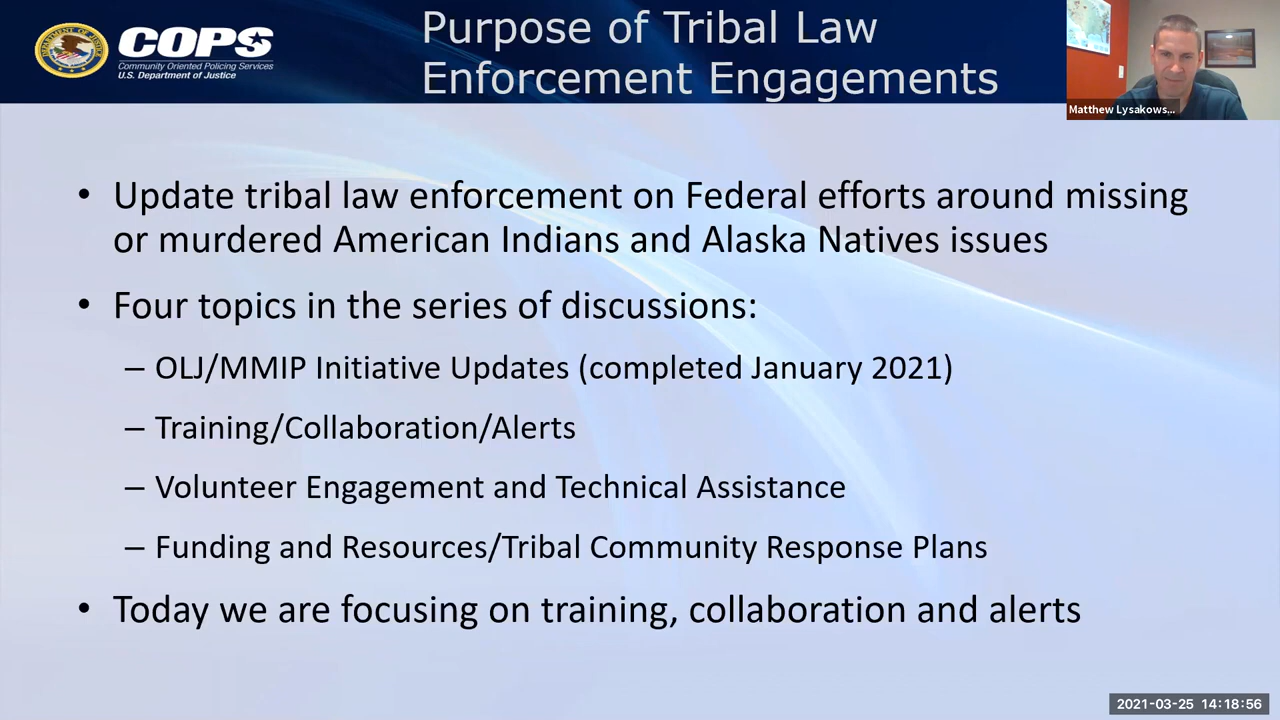 COPS
Community Oriented Policing Services
U.S. Department of Justice
Purpose of Tribal Law
Enforcement Engagements
Matthew Lysakows...
• Update tribal law enforcement on Federal efforts around missing
or murdered American Indians and Alaska Natives issues
• Four topics in the series of discussions:
– OLJ/MMIP Initiative Updates (completed January 2021)
– Training/Collaboration/Alerts
– Volunteer Engagement and Technical Assistance
– Funding and Resources/Tribal Community Response Plans
• Today we are focusing on training, collaboration and alerts
2021-03-25 14:18:56